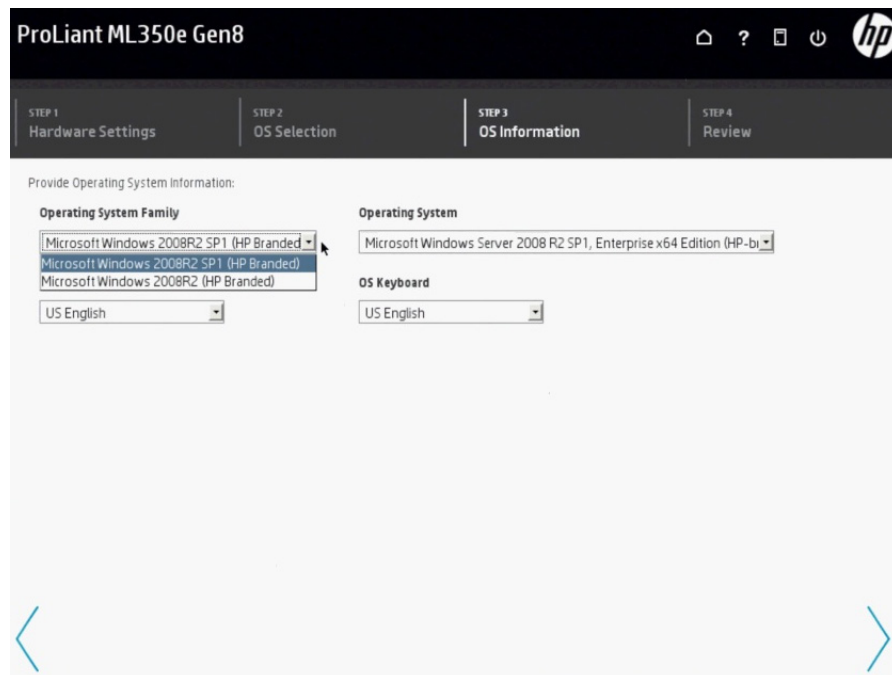 ProLiant ML350e Gen8
?
hp
STEP 1
Hardware Settings
STEP 2
OS Selection
STEP 3
OS Information
STEP 4
Review
Provide Operating System Information:
Operating System Family
Operating System
Microsoft Windows 2008R2 SP1 (HP Branded
Microsoft Windows Server 2008 R2 SP1, Enterprise x64 Edition (HP-br
Microsoft Windows 2008R2 SP1 (HP Branded)
Microsoft Windows 2008R2 (HP Branded)
OS Keyboard
US English
US English